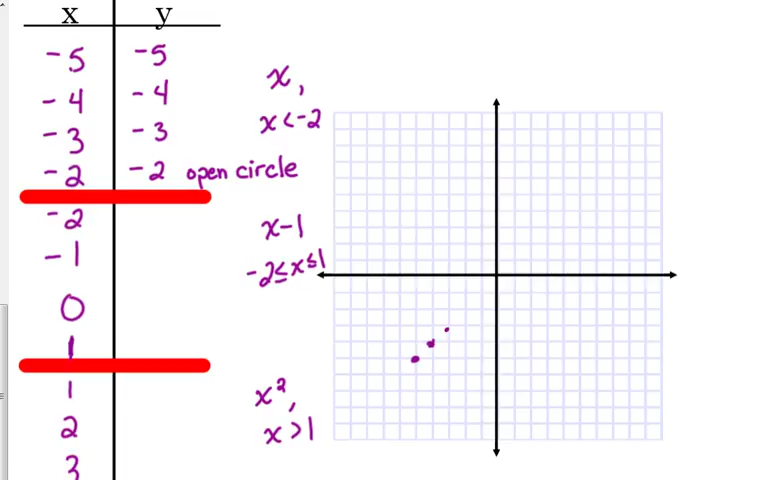 x y
-5 -5
-4 -4
-3 -3
-2 -2 open circle
-2
-1
0
1
1
2
3
x,
x<-2
x-1
-2≤x≤1
x²,
x>1